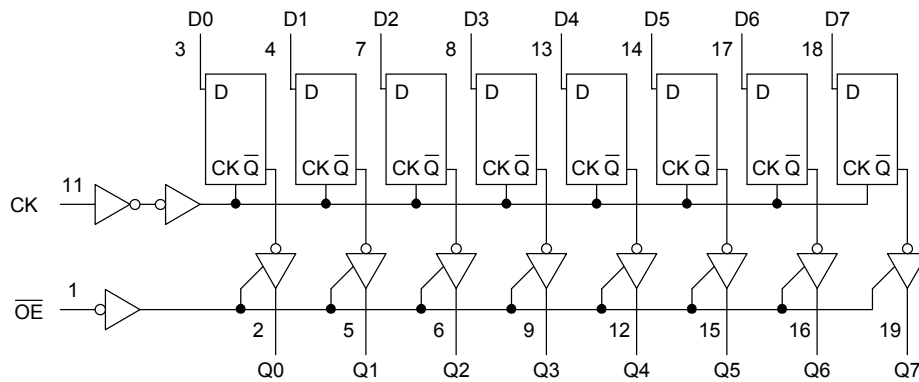 D0 D1 D2 D3 D4 D5 D6 D7
3 4 7 8 13 14 17 18
D D D D D D D D
CK Q̅ CK Q̅ CK Q̅ CK Q̅ CK Q̅ CK Q̅ CK Q̅ CK Q̅
11
CK
1
O̅E̅
2 5 6 9 12 15 16 19
Q0 Q1 Q2 Q3 Q4 Q5 Q6 Q7